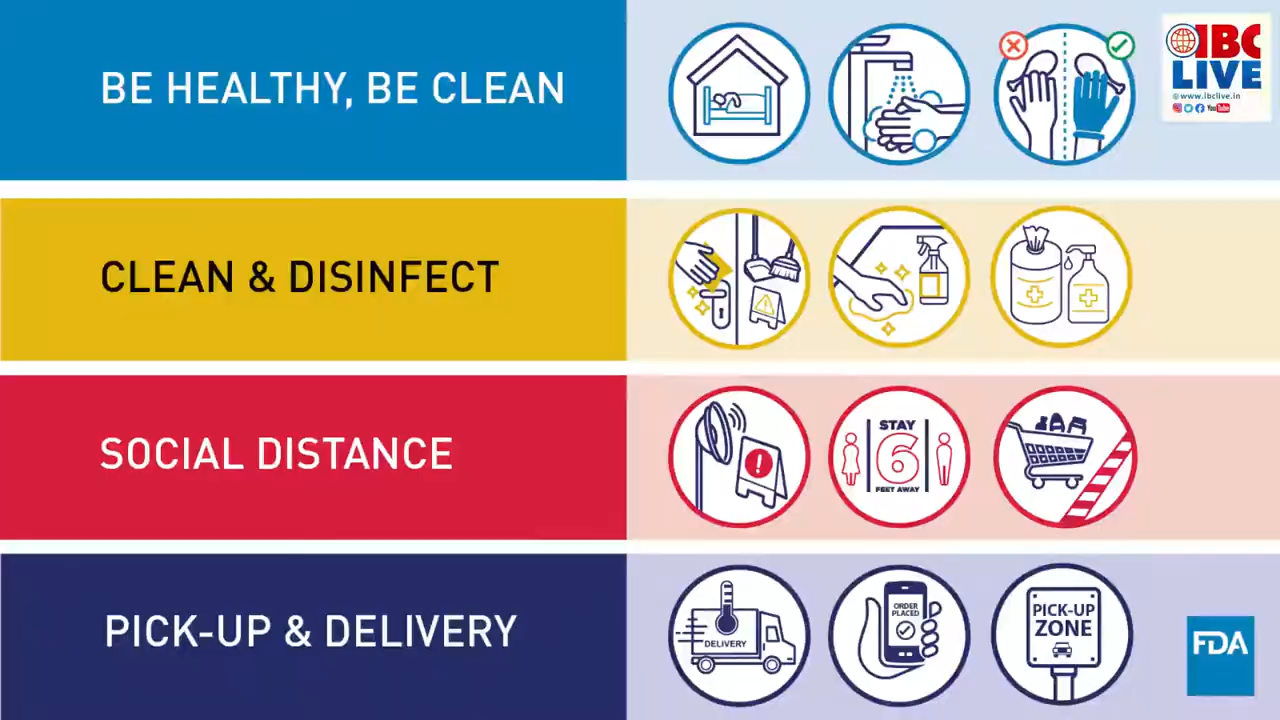 BE HEALTHY, BE CLEAN
IBC
LIVE
www.ibclive.in
YouTube
CLEAN & DISINFECT
SOCIAL DISTANCE
STAY
6
FEET AWAY
PICK-UP & DELIVERY
DELIVERY
ORDER
PLACED
PICK-UP
ZONE
FDA